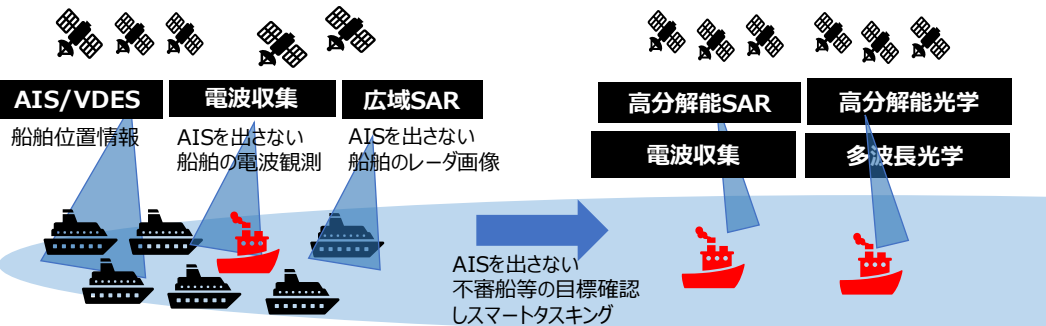 AIS/VDES
船舶位置情報
電波収集
AISを出さない
船舶の電波観測
広域SAR
AISを出さない
船舶のレーダ画像
AISを出さない
不審船等の目標確認
しスマートタスキング
高分解能SAR
電波収集
高分解能光学
多波長光学